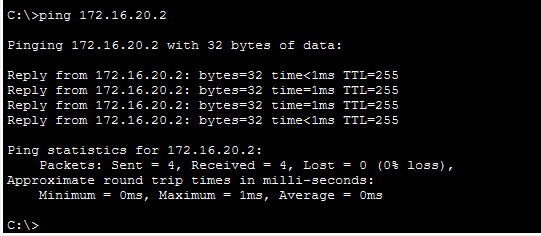 C:\>ping 172.16.20.2
Pinging 172.16.20.2 with 32 bytes of data:
Reply from 172.16.20.2: bytes=32 time<1ms TTL=255
Reply from 172.16.20.2: bytes=32 time=1ms TTL=255
Reply from 172.16.20.2: bytes=32 time=1ms TTL=255
Reply from 172.16.20.2: bytes=32 time<1ms TTL=255
Ping statistics for 172.16.20.2:
    Packets: Sent = 4, Received = 4, Lost = 0 (0% loss),
Approximate round trip times in milli-seconds:
    Minimum = 0ms, Maximum = 1ms, Average = 0ms
C:\>